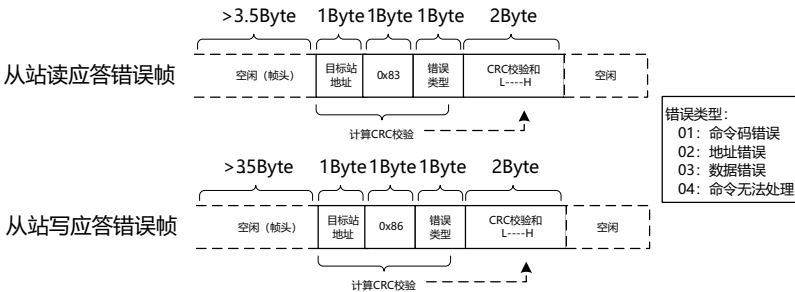 >3.5Byte 1Byte 1Byte 1Byte 2Byte
从站读应答错误帧
空闲（帧头）
目标站
地址
0x83
错误
类型
CRC校验和
L----H
空闲
计算CRC校验
错误类型：
01：命令码错误
02：地址错误
03：数据错误
04：命令无法处理
>35Byte 1Byte 1Byte 1Byte 2Byte
从站写应答错误帧
空闲（帧头）
目标站
地址
0x86
错误
类型
CRC校验和
L----H
空闲
计算CRC校验